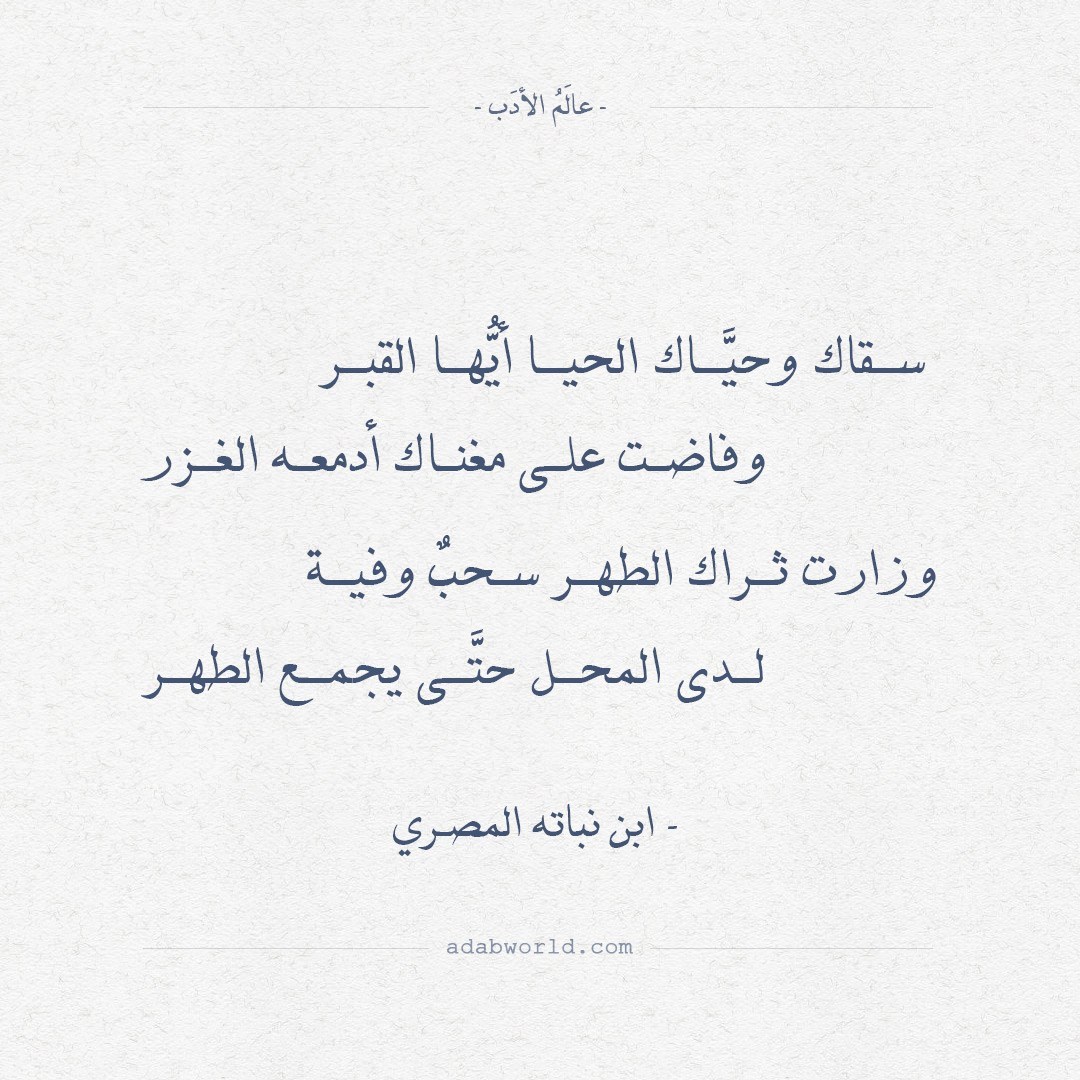 - عالَمُ الأدَب -
سقاك وحيَّاك الحيا أيُّها القبر
وفاضت على مغناك أدمعه الغزر
وزارت ثراك الطهر سحبٌ وفية
لدى المحل حتَّى يجمع الطهر
- ابن نباته المصري
adabworld.com